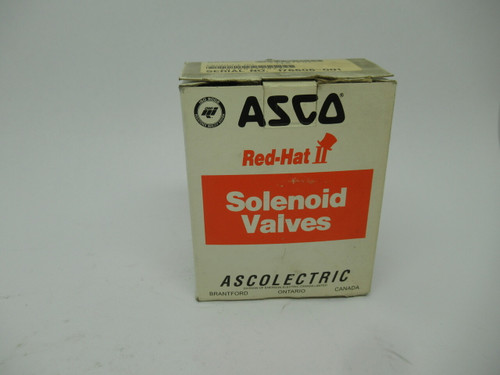 SERIAL NO.
ASCO
Red-Hat II
Solenoid
Valves
ASCOLECTRIC
BRANTFORD ONTARIO CANADA